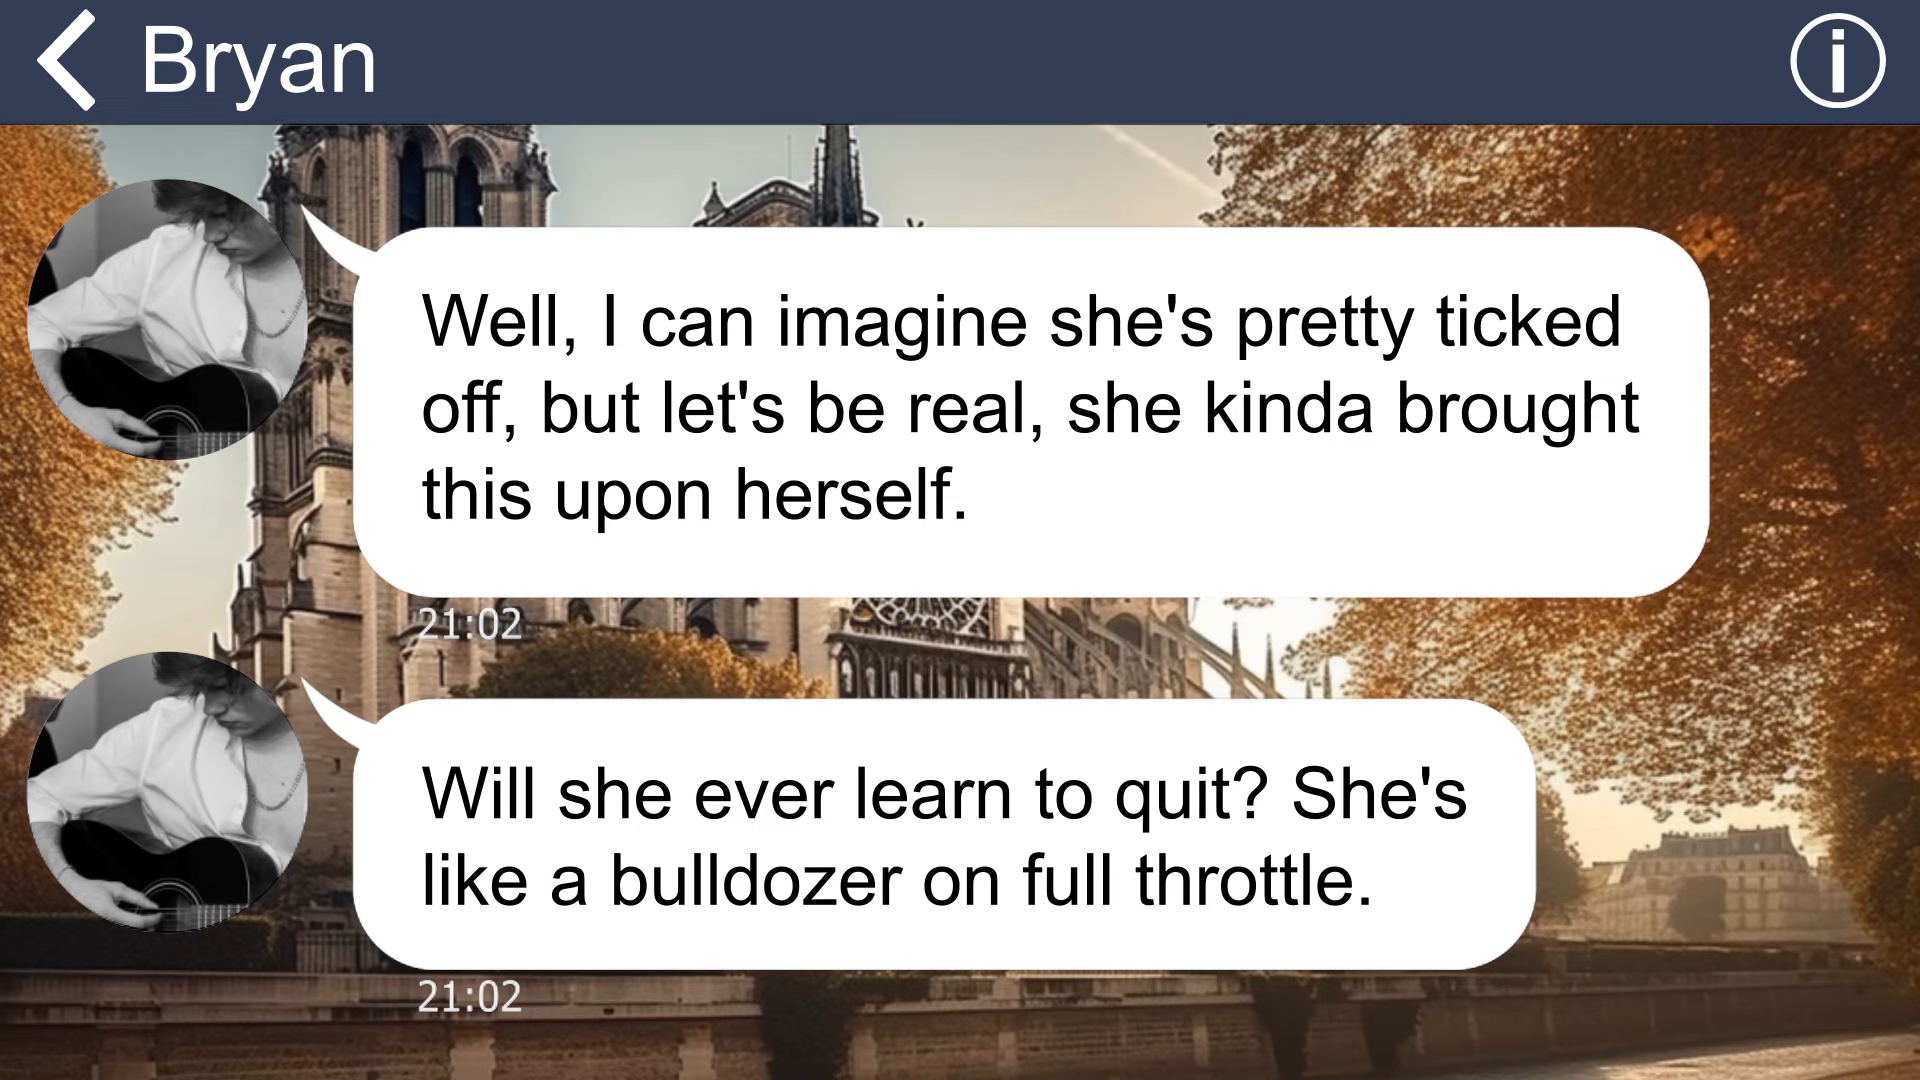 Bryan
Well, I can imagine she's pretty ticked
off, but let's be real, she kinda brought
this upon herself.
21:02
Will she ever learn to quit? She's
like a bulldozer on full throttle.
21:02